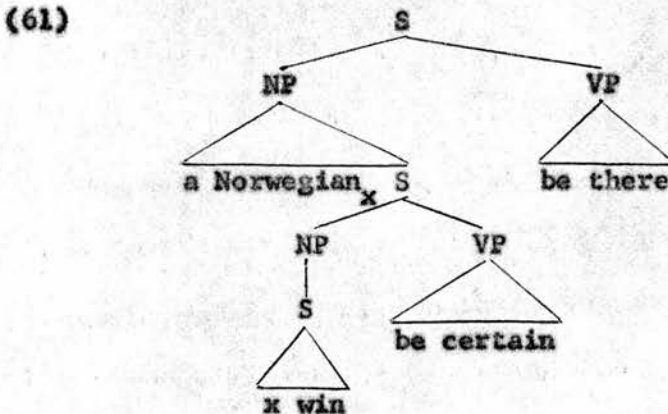 (61) S
NP VP
a Norwegian x S be there
NP VP
S be certain
x win